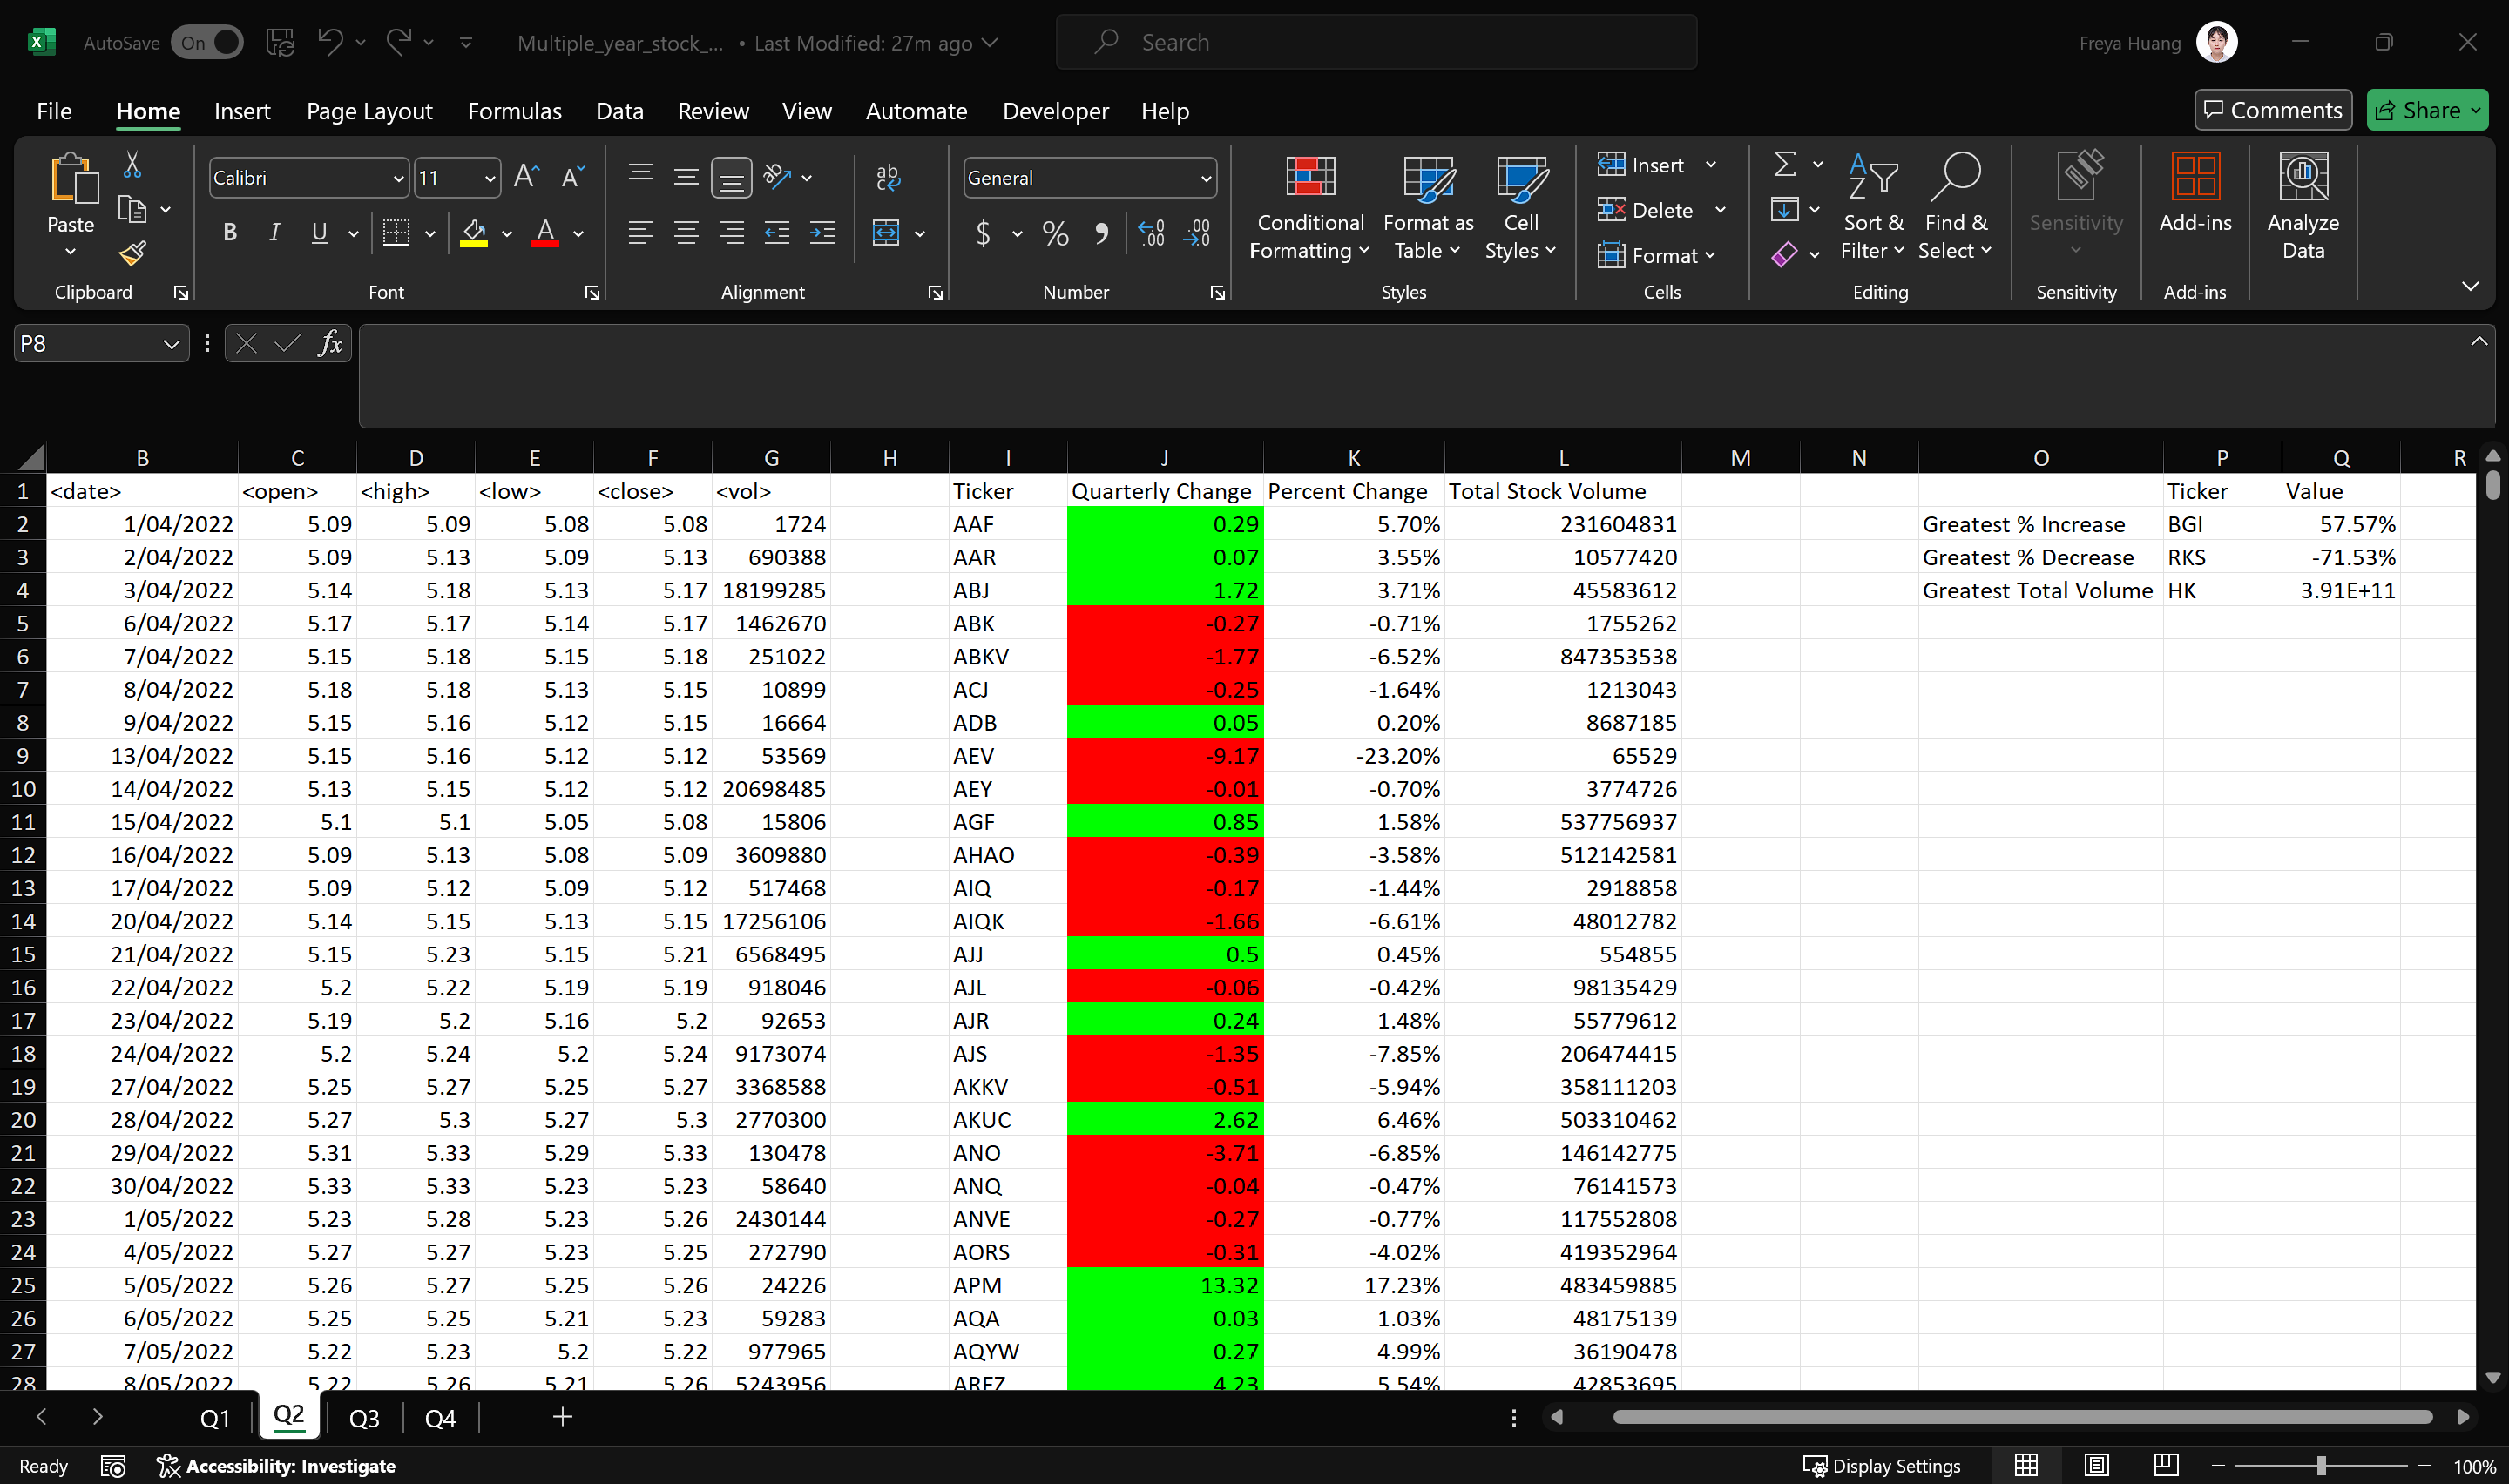 AutoSave On Multiple_year_stock_... • Last Modified: 27m ago Search Freya Huang
File Home Insert Page Layout Formulas Data Review View Automate Developer Help Comments Share
Paste
Clipboard
Calibri 11
B I U A
Font
ab
c
Alignment
General
$ % 9 .00 .00
Number
Conditional Formatting
Format as Table
Cell Styles
Styles
Insert
Delete
Format
Cells
Sort & Filter
Find & Select
Editing
Sensitivity
Sensitivity
Add-ins
Add-ins
Analyze Data
P8 fx
B C D E F G H I J K L M N O P Q R
1 <date> <open> <high> <low> <close> <vol> Ticker Quarterly Change Percent Change Total Stock Volume Ticker Value
2 1/04/2022 5.09 5.09 5.08 5.08 1724 AAF 0.29 5.70% 231604831 Greatest % Increase BGI 57.57%
3 2/04/2022 5.09 5.13 5.09 5.13 690388 AAR 0.07 3.55% 10577420 Greatest % Decrease RKS -71.53%
4 3/04/2022 5.14 5.18 5.13 5.17 18199285 ABJ 1.72 3.71% 45583612 Greatest Total Volume HK 3.91E+11
5 6/04/2022 5.17 5.17 5.14 5.17 1462670 ABK -0.27 -0.71% 1755262
6 7/04/2022 5.15 5.18 5.15 5.18 251022 ABKV -1.77 -6.52% 847353538
7 8/04/2022 5.18 5.18 5.13 5.15 10899 ACJ -0.25 -1.64% 1213043
8 9/04/2022 5.15 5.16 5.12 5.15 16664 ADB 0.05 0.20% 8687185
9 13/04/2022 5.15 5.16 5.12 5.12 53569 AEV -9.17 -23.20% 65529
10 14/04/2022 5.13 5.15 5.12 5.12 20698485 AEY -0.01 -0.70% 3774726
11 15/04/2022 5.1 5.1 5.05 5.08 15806 AGF 0.85 1.58% 537756937
12 16/04/2022 5.09 5.13 5.08 5.09 3609880 AHAO -0.39 -3.58% 512142581
13 17/04/2022 5.09 5.12 5.09 5.12 517468 AIQ -0.17 -1.44% 2918858
14 20/04/2022 5.14 5.15 5.13 5.15 17256106 AIQK -1.66 -6.61% 48012782
15 21/04/2022 5.15 5.23 5.15 5.21 6568495 AJJ 0.5 0.45% 554855
16 22/04/2022 5.2 5.22 5.19 5.19 918046 AJL -0.06 -0.42% 98135429
17 23/04/2022 5.19 5.2 5.16 5.2 92653 AJR 0.24 1.48% 55779612
18 24/04/2022 5.2 5.24 5.2 5.24 9173074 AJS -1.35 -7.85% 206474415
19 27/04/2022 5.25 5.27 5.25 5.27 3368588 AKKV -0.51 -5.94% 358111203
20 28/04/2022 5.27 5.3 5.27 5.3 2770300 AKUC 2.62 6.46% 503310462
21 29/04/2022 5.31 5.33 5.29 5.33 130478 ANO -3.71 -6.85% 146142775
22 30/04/2022 5.33 5.33 5.23 5.23 58640 ANQ -0.04 -0.47% 76141573
23 1/05/2022 5.23 5.28 5.23 5.26 2430144 ANVE -0.27 -0.77% 117552808
24 4/05/2022 5.27 5.27 5.23 5.25 272790 AORS -0.31 -4.02% 419352964
25 5/05/2022 5.26 5.27 5.25 5.26 24226 APM 13.32 17.23% 483459885
26 6/05/2022 5.25 5.25 5.21 5.23 59283 AQA 0.03 1.03% 48175139
27 7/05/2022 5.22 5.23 5.2 5.22 977965 AQYW 0.27 4.99% 36190478
28 8/05/2022 5.22 5.26 5.21 5.26 5243956 4.23 5.54% 42853695
Q1 Q2 Q3 Q4
Ready Accessibility: Investigate Display Settings 100%